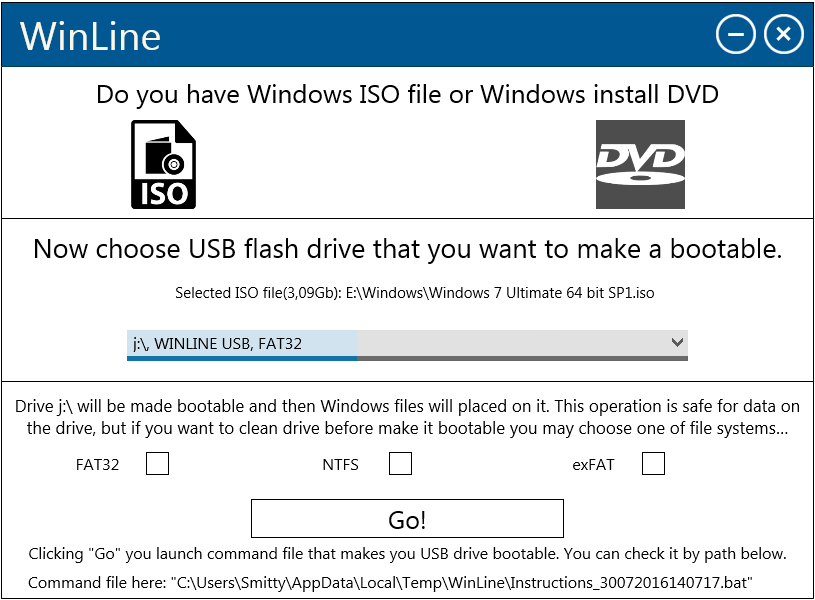 WinLine
Do you have Windows ISO file or Windows install DVD
ISO
DVD
Now choose USB flash drive that you want to make a bootable.
Selected ISO file(3,09Gb): E:\Windows\Windows 7 Ultimate 64 bit SP1.iso
j:\, WINLINE USB, FAT32
Drive j:\ will be made bootable and then Windows files will placed on it. This operation is safe for data on
the drive, but if you want to clean drive before make it bootable you may choose one of file systems...
FAT32 NTFS exFAT
Go!
Clicking "Go" you launch command file that makes you USB drive bootable. You can check it by path below.
Command file here: "C:\Users\Smitty\AppData\Local\Temp\WinLine\Instructions_30072016140717.bat"